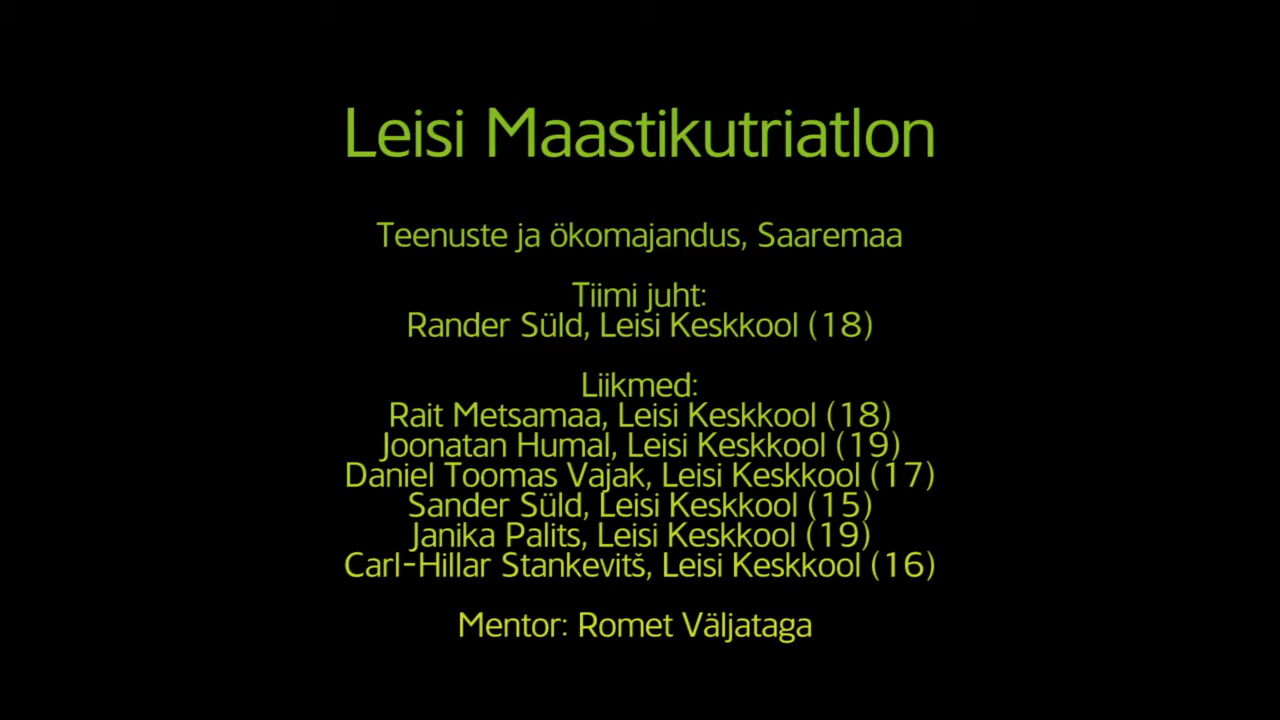 Leisi Maastikutriatlon
Teenuste ja ökomajandus, Saaremaa
Tiimi juht:
Rander Süld, Leisi Keskkool (18)
Liikmed:
Rait Metsamaa, Leisi Keskkool (18)
Joonatan Humal, Leisi Keskkool (19)
Daniel Toomas Vajak, Leisi Keskkool (17)
Sander Süld, Leisi Keskkool (15)
Janika Palits, Leisi Keskkool (19)
Carl-Hillar Stankevitš, Leisi Keskkool (16)
Mentor: Romet Väljataga